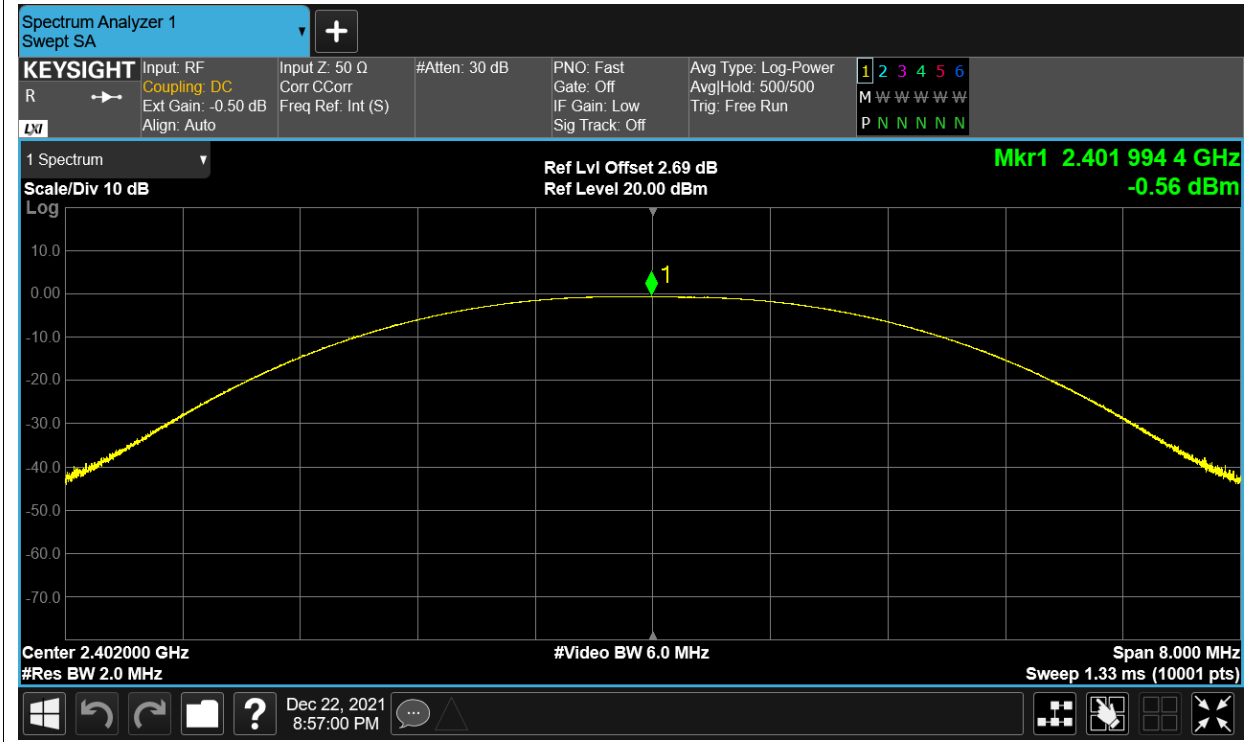 Spectrum Analyzer 1
Swept SA
KEYSIGHT
R
LXI
Input: RF
Coupling: DC
Ext Gain: -0.50 dB
Align: Auto
Input Z: 50 Ω
Corr CCorr
Freq Ref: Int (S)
#Atten: 30 dB
PNO: Fast
Gate: Off
IF Gain: Low
Sig Track: Off
Avg Type: Log-Power
Avg|Hold: 500/500
Trig: Free Run
1 2 3 4 5 6
M W W W W W
P N N N N N
1 Spectrum
Scale/Div 10 dB
Log
Ref Lvl Offset 2.69 dB
Ref Level 20.00 dBm
Mkr1 2.401 994 4 GHz
-0.56 dBm
1
10.0
0.00
-10.0
-20.0
-30.0
-40.0
-50.0
-60.0
-70.0
Center 2.402000 GHz
#Res BW 2.0 MHz
#Video BW 6.0 MHz
Span 8.000 MHz
Sweep 1.33 ms (10001 pts)
?
Dec 22, 2021
8:57:00 PM